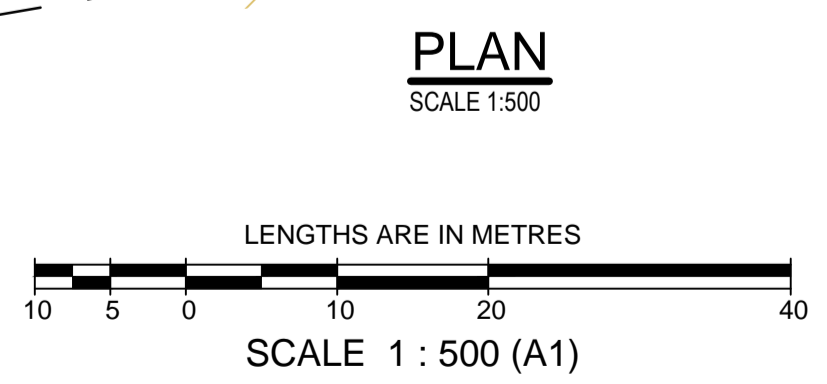 PLAN
SCALE 1:500
LENGTHS ARE IN METRES
10 5 0 10 20 40
SCALE 1 : 500 (A1)